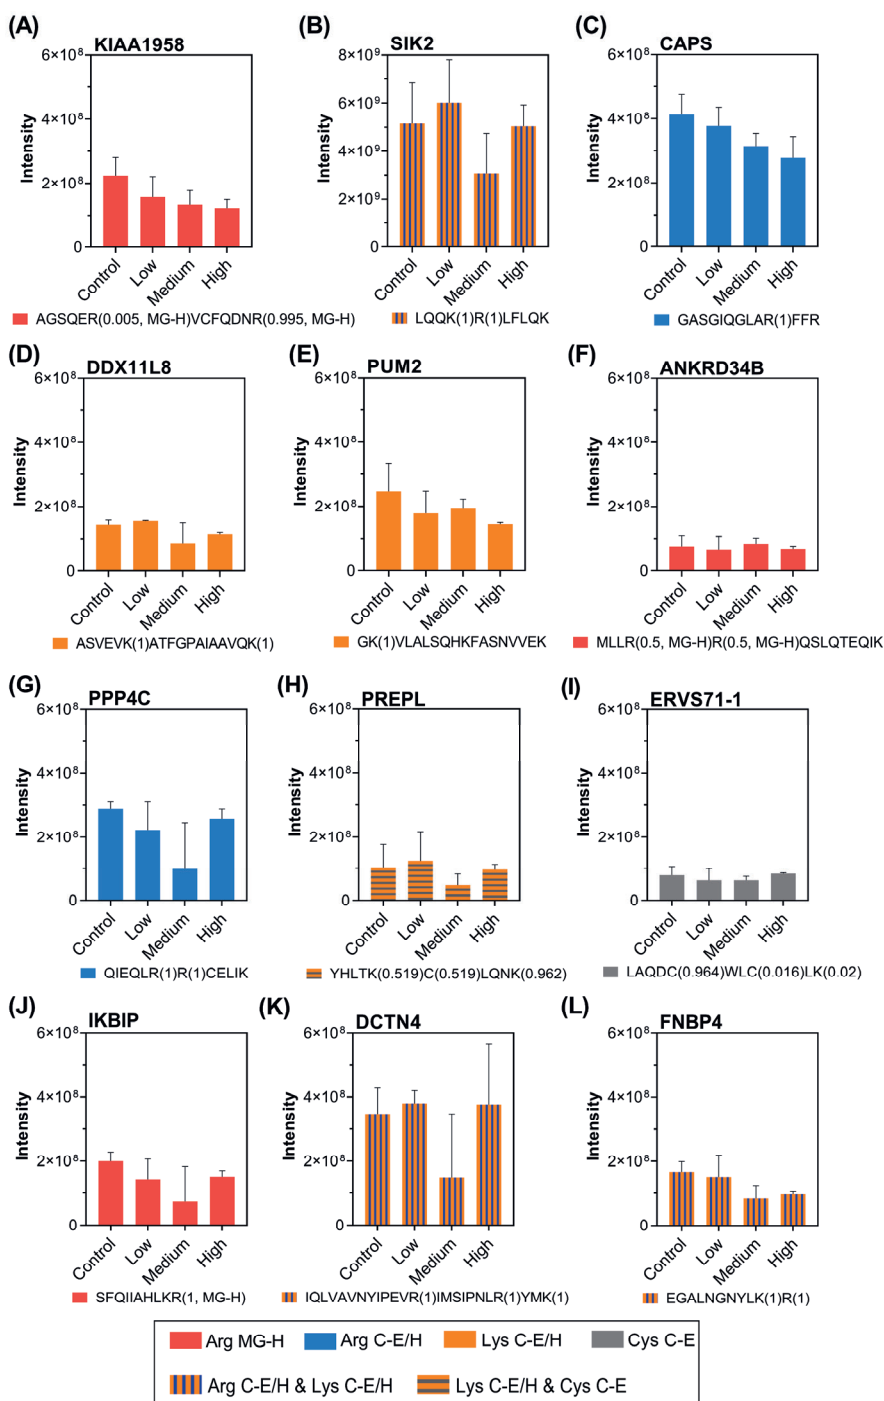 (A)
KIAA1958
Intensity
6×10⁸
4×10⁸
2×10⁸
0
Control
Low
Medium
High
AGSQER(0.005, MG-H)VCFQDNR(0.995, MG-H)
(B)
SIK2
Intensity
8×10⁹
6×10⁹
4×10⁹
2×10⁹
0
Control
Low
Medium
High
LQQK(1)R(1)LFLQK
(C)
CAPS
Intensity
6×10⁸
4×10⁸
2×10⁸
0
Control
Low
Medium
High
GASGIQGLAR(1)FFR
(D)
DDX11L8
Intensity
6×10⁸
4×10⁸
2×10⁸
0
Control
Low
Medium
High
ASVEVK(1)ATFGPAIAAVQK(1)
(E)
PUM2
Intensity
6×10⁸
4×10⁸
2×10⁸
0
Control
Low
Medium
High
GK(1)VLALSQHKFASNVVEK
(F)
ANKRD34B
Intensity
6×10⁸
4×10⁸
2×10⁸
0
Control
Low
Medium
High
MLLR(0.5, MG-H)R(0.5, MG-H)QSLQTEQIK
(G)
PPP4C
Intensity
6×10⁸
4×10⁸
2×10⁸
0
Control
Low
Medium
High
QIEQLR(1)R(1)CELIK
(H)
PREPL
Intensity
6×10⁸
4×10⁸
2×10⁸
0
Control
Low
Medium
High
YHLTK(0.519)C(0.519)LQNK(0.962)
(I)
ERVS71-1
Intensity
6×10⁸
4×10⁸
2×10⁸
0
Control
Low
Medium
High
LAQDC(0.964)WLC(0.016)LK(0.02)
(J)
IKBIP
Intensity
6×10⁸
4×10⁸
2×10⁸
0
Control
Low
Medium
High
SFQIIAHLKR(1, MG-H)
(K)
DCTN4
Intensity
6×10⁸
4×10⁸
2×10⁸
0
Control
Low
Medium
High
IQLVAVNYIPEVR(1)IMSIPNLR(1)YMK(1)
(L)
FNBP4
Intensity
6×10⁸
4×10⁸
2×10⁸
0
Control
Low
Medium
High
EGALNGNYLK(1)R(1)
Arg MG-H
Arg C-E/H
Lys C-E/H
Cys C-E
Arg C-E/H & Lys C-E/H
Lys C-E/H & Cys C-E